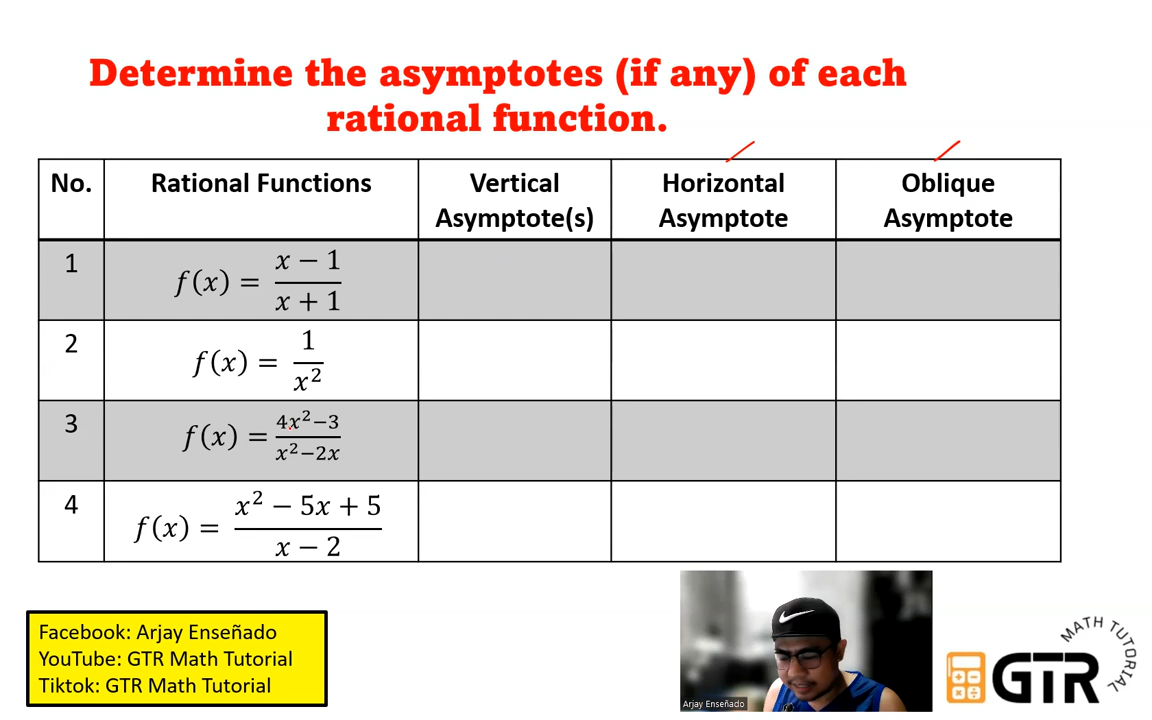 Determine the asymptotes (if any) of each
rational function.
No. Rational Functions Vertical Asymptote(s) Horizontal Asymptote Oblique Asymptote
1 f(x) = (x − 1)/(x + 1)
2 f(x) = 1/x²
3 f(x) = (4x²−3)/(x²−2x)
4 f(x) = (x² − 5x + 5)/(x − 2)
Facebook: Arjay Enseñado
YouTube: GTR Math Tutorial
Tiktok: GTR Math Tutorial
Arjay Enseñado
MATH TUTORIAL
GTR